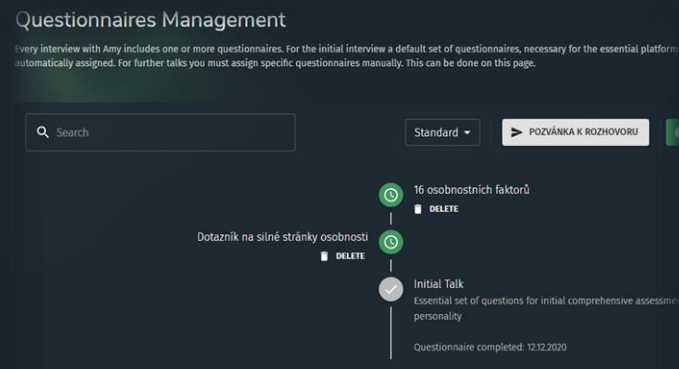 Questionnaires Management
Every interview with Amy includes one or more questionnaires. For the initial interview a default set of questionnaires, necessary for the essential platform
automatically assigned. For further talks you must assign specific questionnaires manually. This can be done on this page.
Search
Standard
POZVÁNKA K ROZHOVORU
16 osobnostních faktorů
DELETE
Dotazník na silné stránky osobnosti
DELETE
Initial Talk
Essential set of questions for initial comprehensive
personality
Questionnaire completed: 12.12.2020